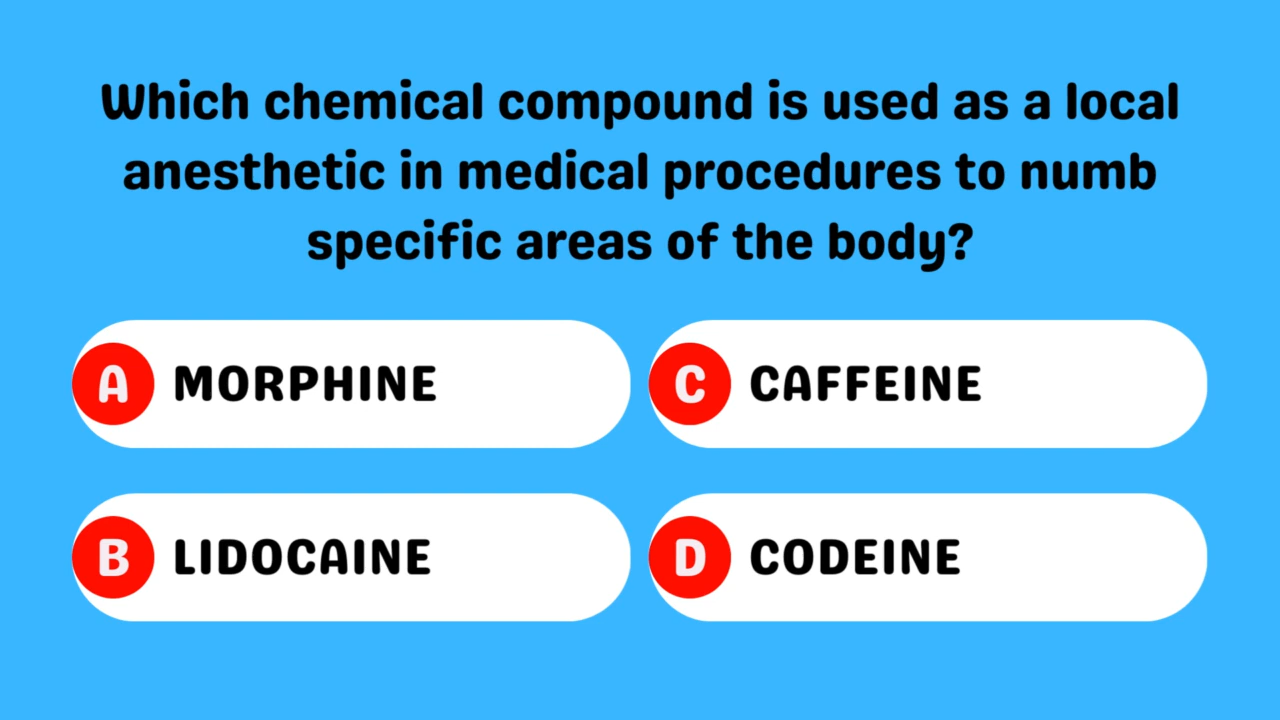 Which chemical compound is used as a local
anesthetic in medical procedures to numb
specific areas of the body?
A MORPHINE
B LIDOCAINE
C CAFFEINE
D CODEINE